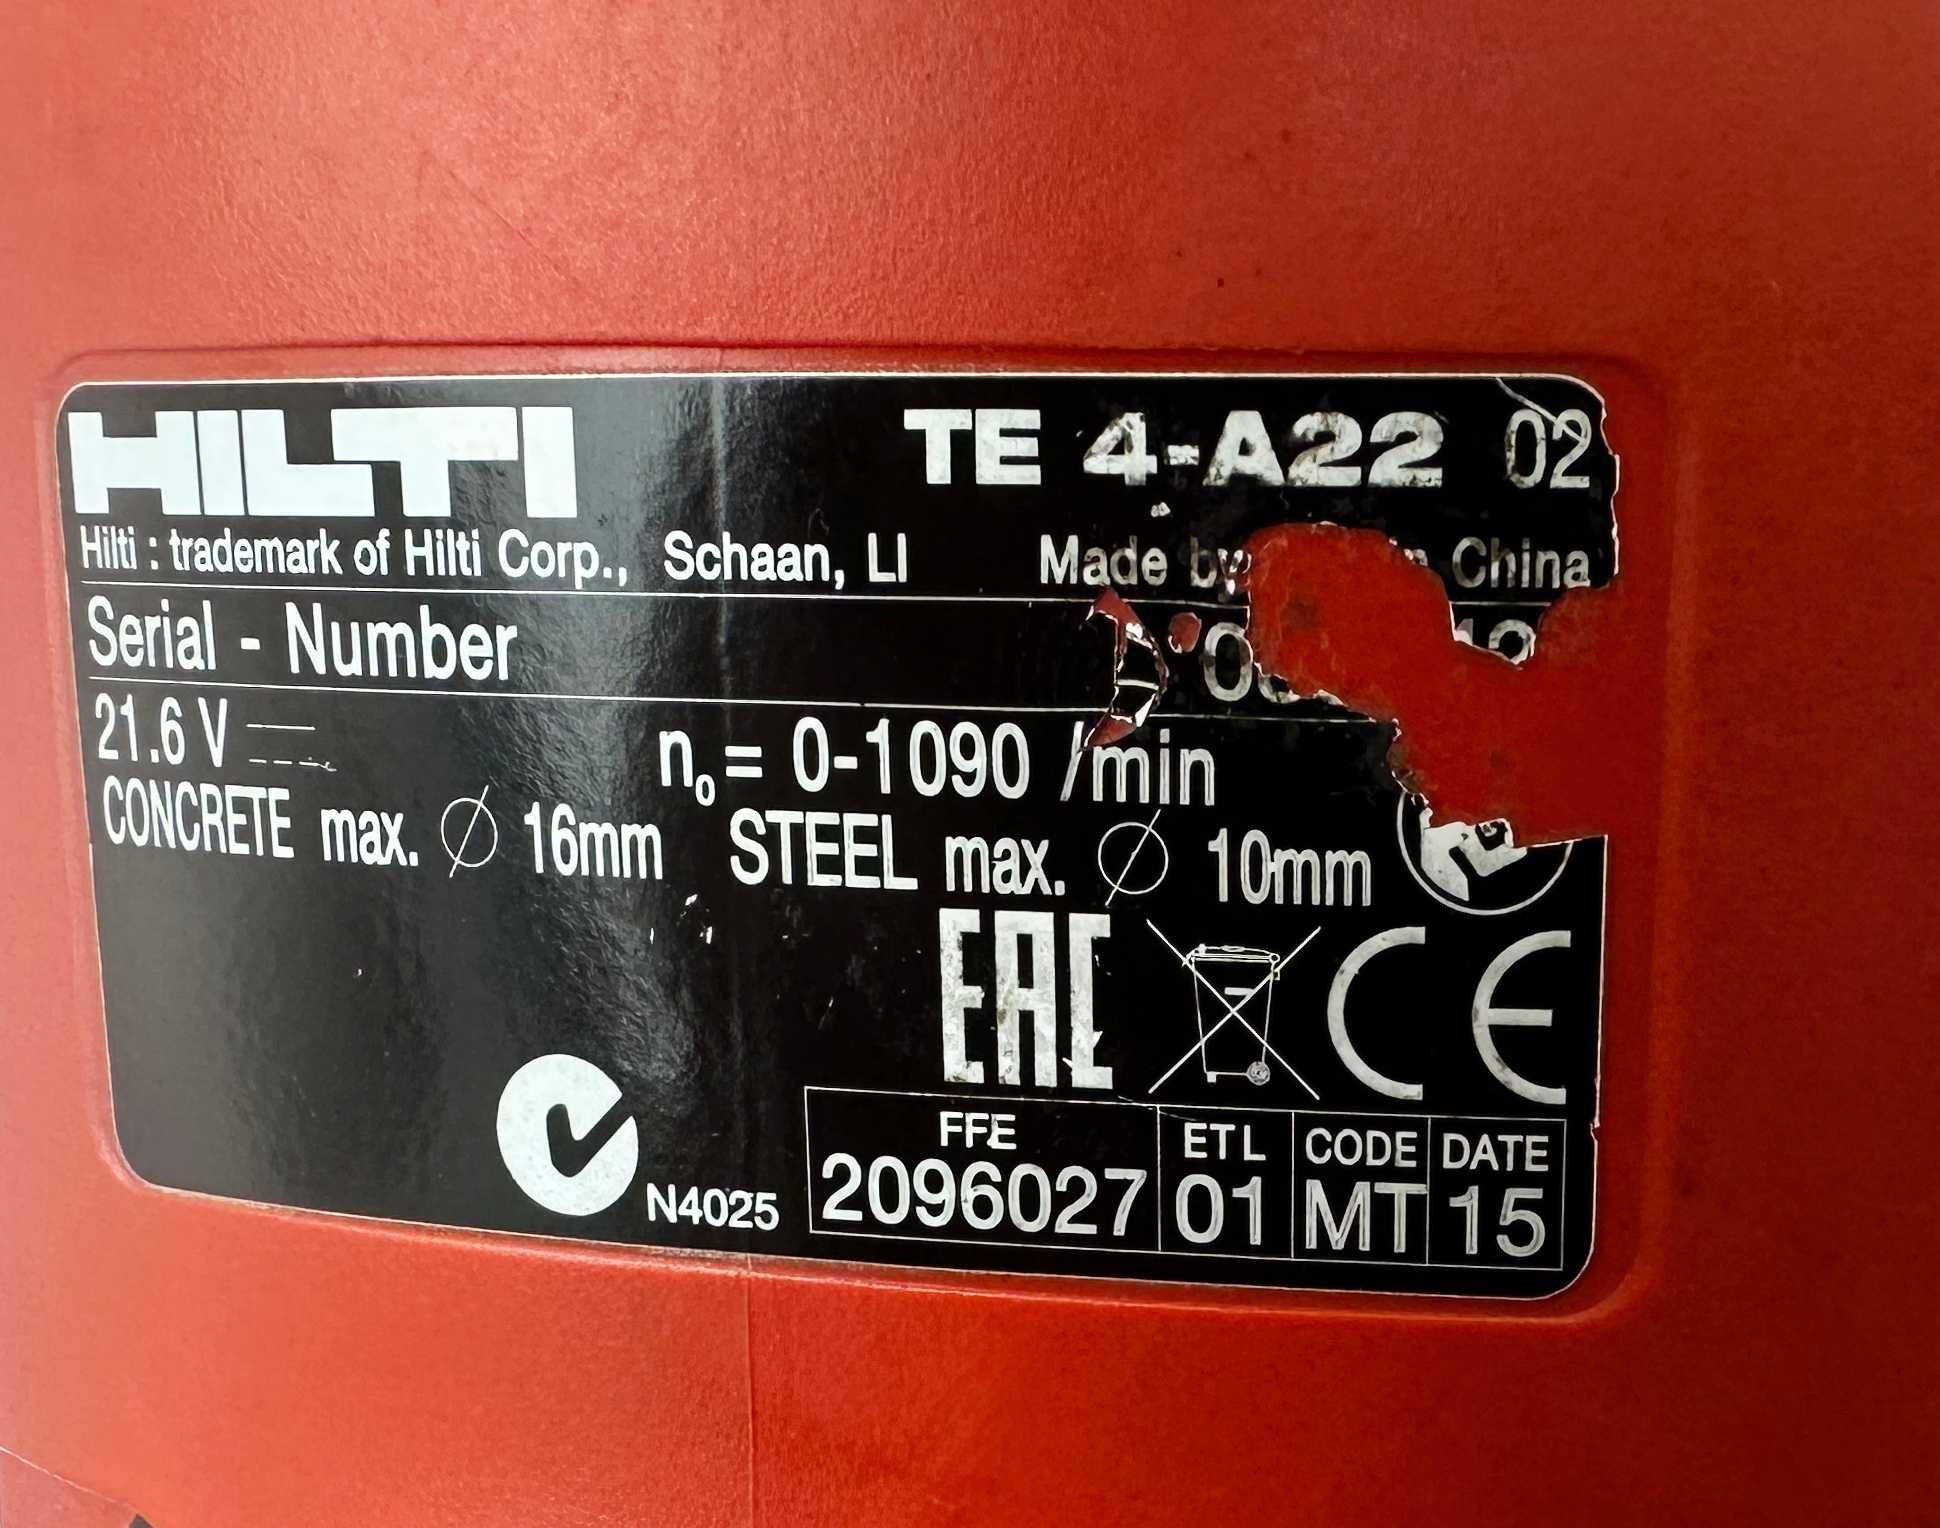 HILTI TE 4-A22 02
Hilti : trademark of Hilti Corp., Schaan, LI Made by China
Serial - Number
21.6 V n₀ = 0-1090 /min
CONCRETE max. ∅ 16mm STEEL max. ∅ 10mm
EAC CE
FFE ETL CODE DATE
N4025 2096027 01 MT 15